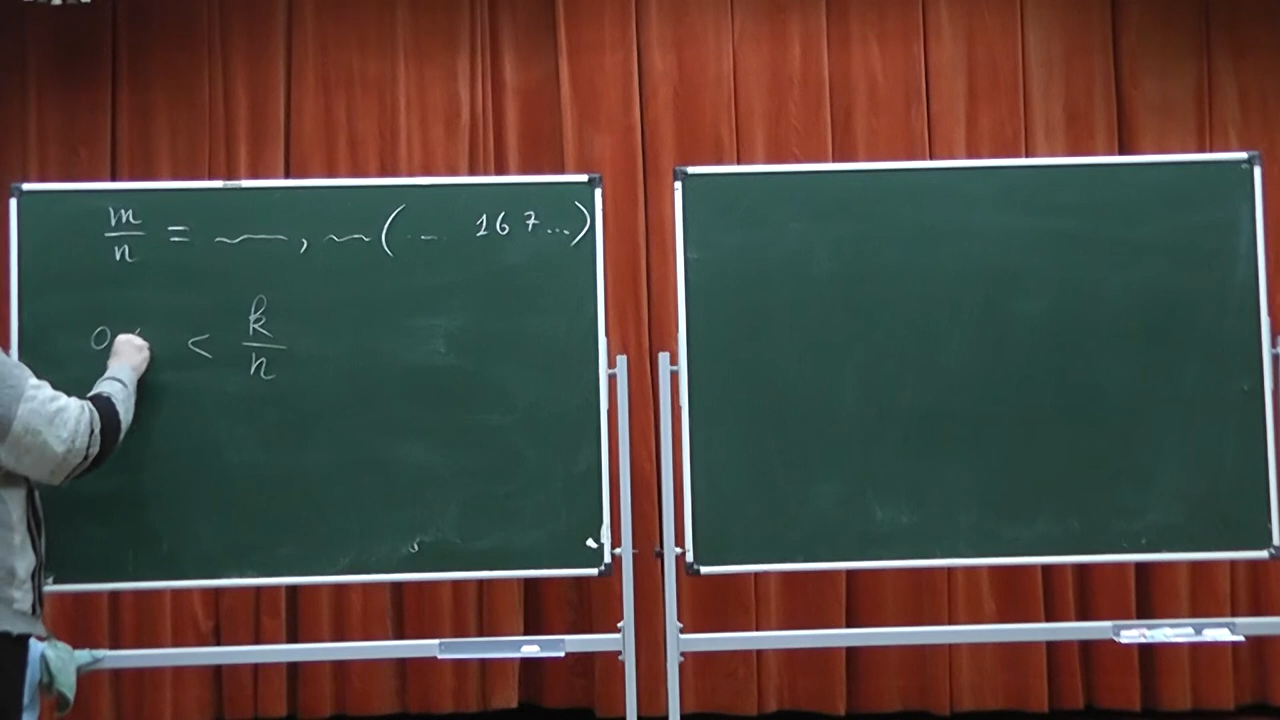 m/n = ~, ~(... 167...)
0 < k/n